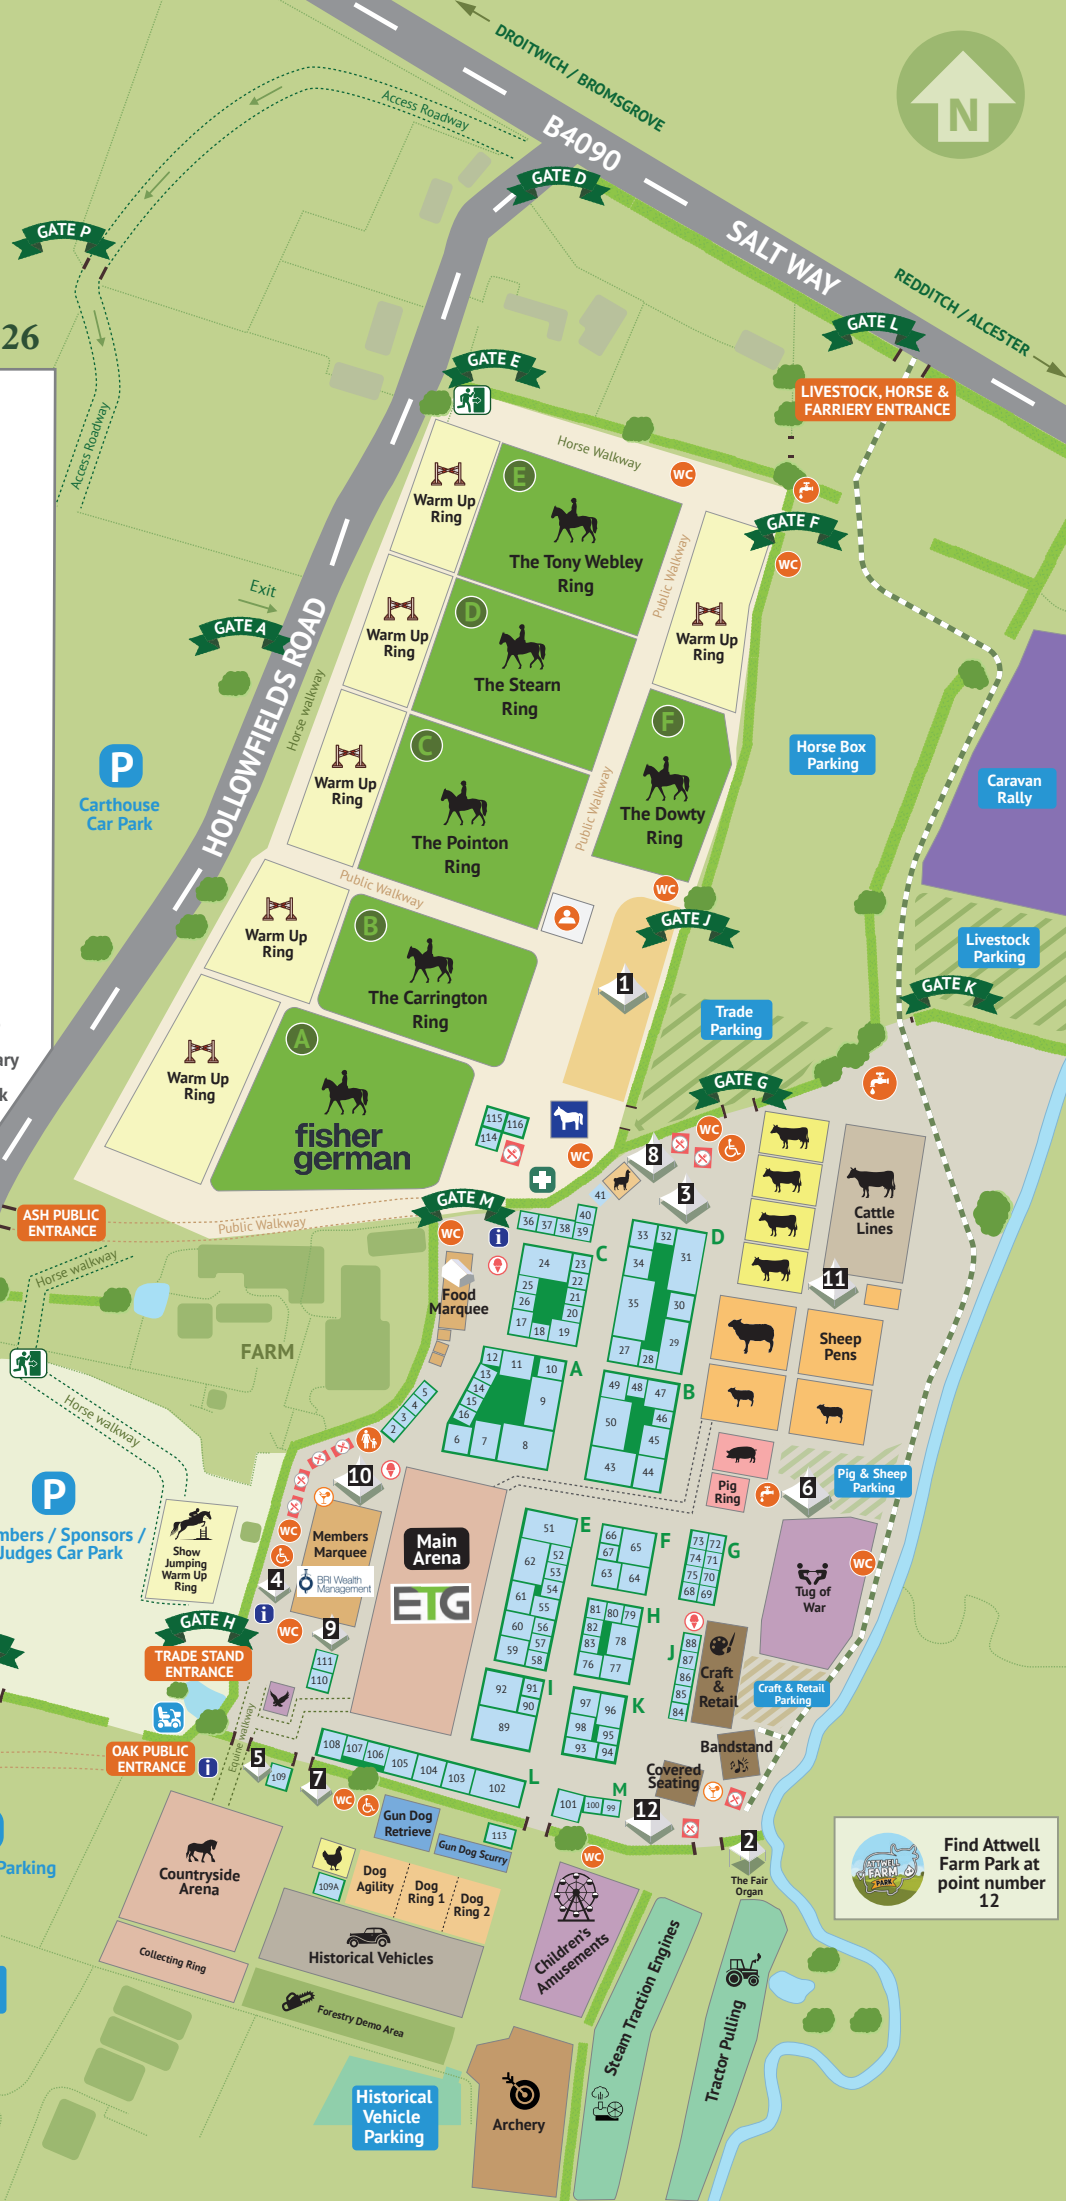 DROITWICH / BROMSGROVE
N
Access Roadway
B4090
GATE D
GATE P
SALT WAY
REDDITCH / ALCESTER
26
GATE L
GATE E
LIVESTOCK, HORSE &
FARRIERY ENTRANCE
Access Roadway
Horse Walkway
WC
E
Warm Up
Ring
The Tony Webley
Ring
GATE F
WC
Public Walkway
Exit
GATE A
D
Warm Up
Ring
Warm Up
Ring
The Stearn
Ring
HOLLOWFIELDS ROAD
Horse walkway
F
C
P
Carthouse
Car Park
Warm Up
Ring
Horse Box
Parking
Caravan
Rally
Public Walkway
The Dowty
Ring
The Pointon
Ring
Public Walkway
WC
B
GATE J
Warm Up
Ring
Livestock
Parking
The Carrington
Ring
1
GATE K
Trade
Parking
A
ary
k
Warm Up
Ring
GATE G
fisher
german
115
116
114
WC
WC
8
3
41
GATE M
ASH PUBLIC
ENTRANCE
Public Walkway
WC
i
36
37
38
39
40
Cattle
Lines
11
Horse walkway
C
24
23
22
21
20
25
26
17
18
19
D
33
32
31
34
35
30
29
27
28
Food
Marquee
Sheep
Pens
FARM
A
12
11
10
13
14
15
16
9
6
7
8
B
49
48
47
46
50
45
43
44
5
4
3
2
Horse walkway
10
Pig
Ring
6
Pig & Sheep
Parking
P
mbers / Sponsors /
Judges Car Park
Show
Jumping
Warm Up
Ring
WC
Members
Marquee
BRI Wealth
Management
Main
Arena
ETG
4
i
WC
9
E
51
62
52
53
54
61
55
60
56
57
59
58
F
66
65
67
63
64
G
73
72
74
71
75
70
68
69
WC
Tug of
War
GATE H
TRADE STAND
ENTRANCE
111
110
H
81
80
79
82
83
78
76
77
J
88
87
86
85
84
Craft
&
Retail
Craft & Retail
Parking
I
92
91
90
89
K
97
96
98
95
93
94
Equine walkway
OAK PUBLIC
ENTRANCE
i
5
109
7
WC
108
107
106
105
104
103
102
L
Bandstand
Covered
Seating
M
101
100
99
12
2
The Fair
Organ
Parking
Countryside
Arena
Collecting Ring
Gun Dog
Retrieve
Gun Dog Scurry
113
109A
Dog
Agility
Dog
Ring 1
Dog
Ring 2
WC
Find Attwell
Farm Park at
point number
12
ATTWELL
FARM
PARK
Historical Vehicles
Children's
Amusements
Steam Traction Engines
Tractor Pulling
Forestry Demo Area
Historical
Vehicle
Parking
Archery